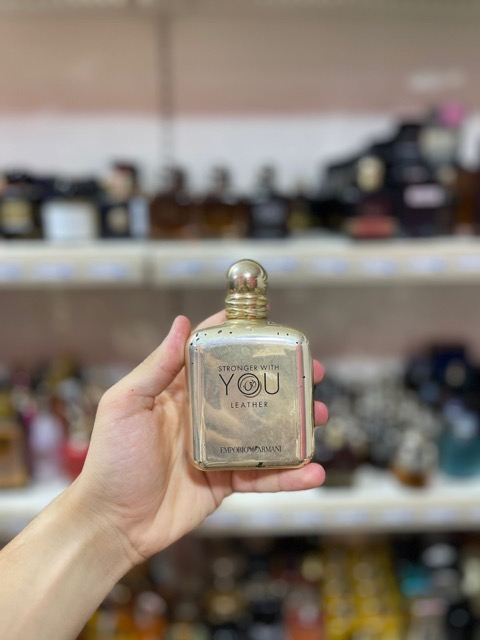 STRONGER WITH
YOU
LEATHER
EMPORIO ARMANI